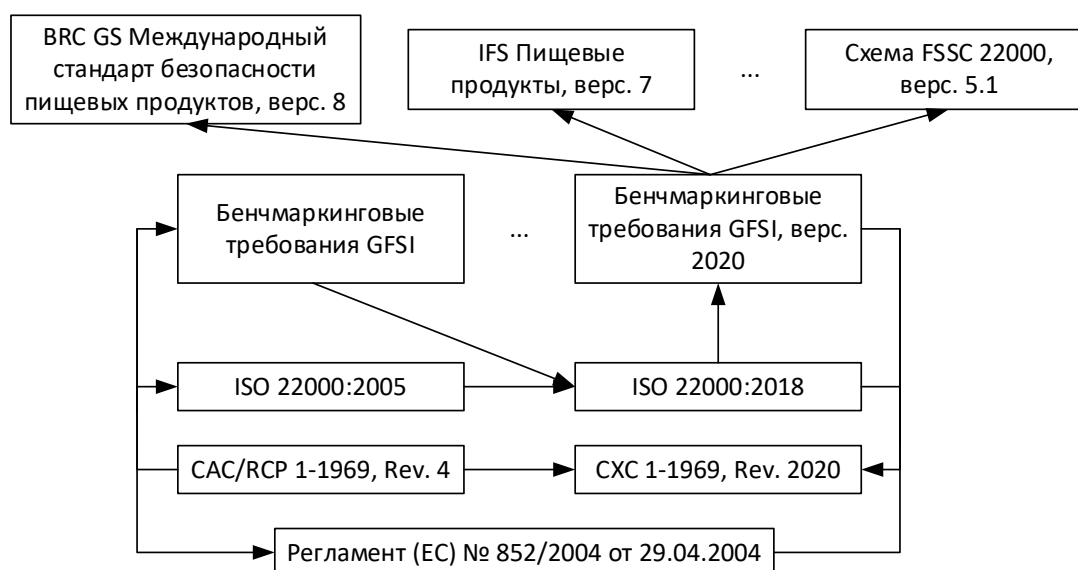 BRC GS Международный
стандарт безопасности
пищевых продуктов, верс. 8
IFS Пищевые
продукты, верс. 7
...
Схема FSSC 22000,
верс. 5.1
Бенчмаркинговые
требования GFSI
...
Бенчмаркинговые
требования GFSI, верс.
2020
ISO 22000:2005
ISO 22000:2018
CAC/RCP 1-1969, Rev. 4
CXC 1-1969, Rev. 2020
Регламент (ЕС) № 852/2004 от 29.04.2004